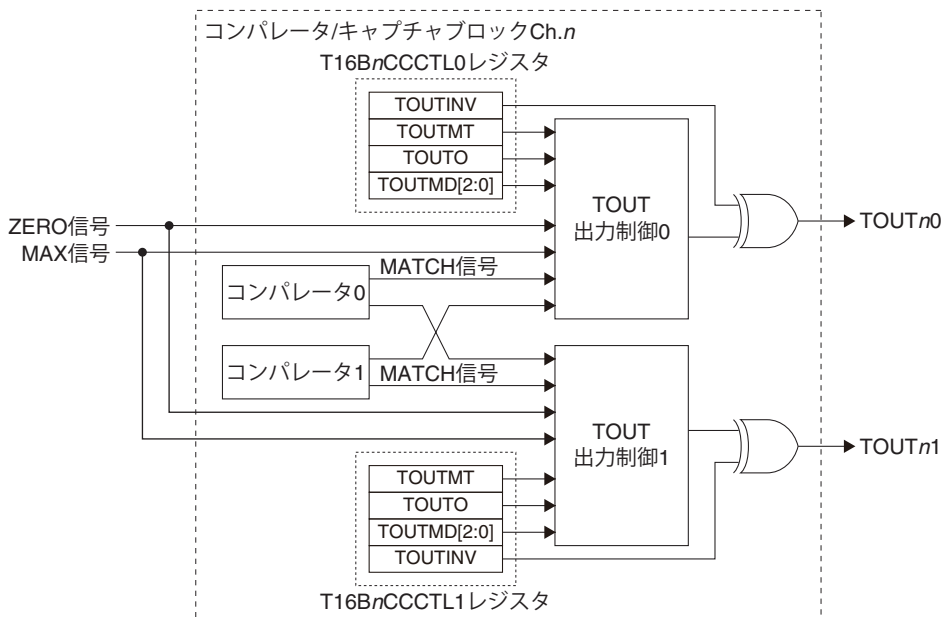 コンパレータ/キャプチャブロックCh.n
T16BnCCCTL0レジスタ
TOUTINV
TOUTMT
TOUTO
TOUTMD[2:0]
TOUT
出力制御0
TOUTn0
ZERO信号
MAX信号
MATCH信号
コンパレータ0
コンパレータ1
MATCH信号
TOUT
出力制御1
TOUTn1
TOUTMT
TOUTO
TOUTMD[2:0]
TOUTINV
T16BnCCCTL1レジスタ